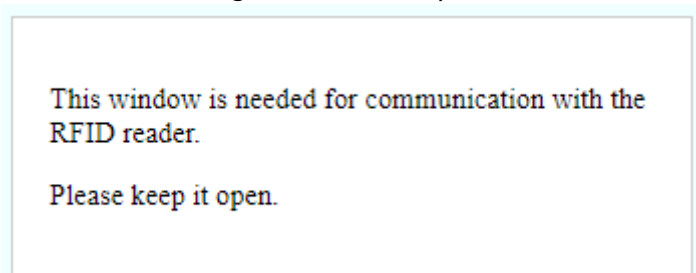 This window is needed for communication with the
RFID reader.
Please keep it open.